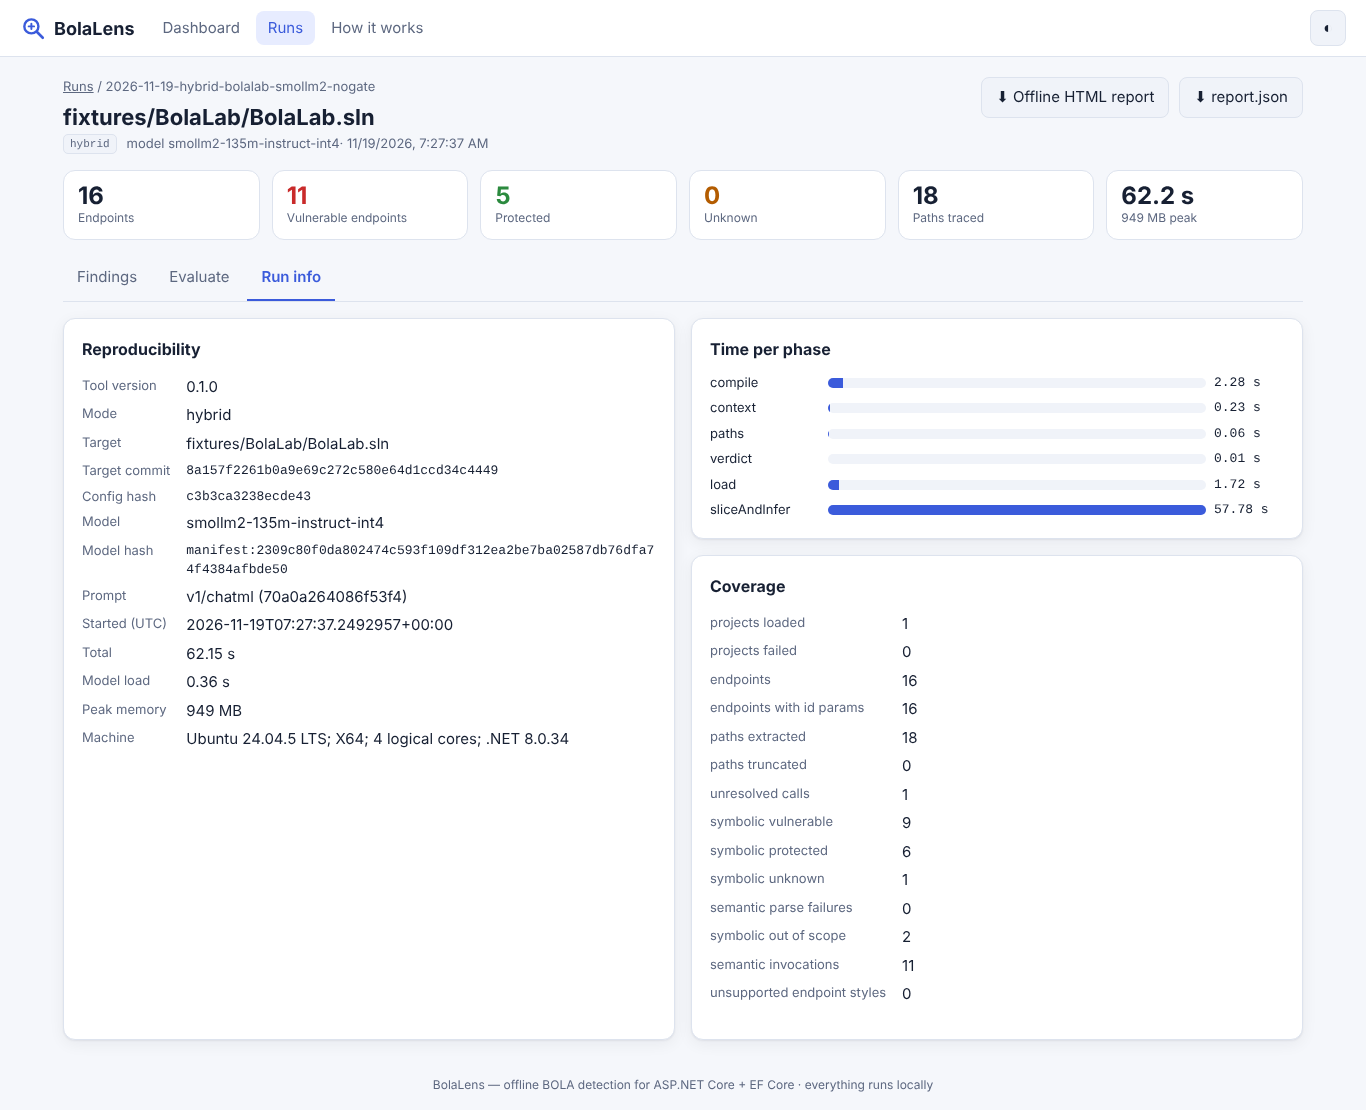 BolaLens Dashboard Runs How it works
Runs / 2026-11-19-hybrid-bolalab-smollm2-nogate
fixtures/BolaLab/BolaLab.sln
hybrid model smollm2-135m-instruct-int4· 11/19/2026, 7:27:37 AM
⬇ Offline HTML report
⬇ report.json
16
Endpoints
11
Vulnerable endpoints
5
Protected
0
Unknown
18
Paths traced
62.2 s
949 MB peak
Findings Evaluate Run info
Reproducibility
Tool version 0.1.0
Mode hybrid
Target fixtures/BolaLab/BolaLab.sln
Target commit 8a157f2261b0a9e69c272c580e64d1ccd34c4449
Config hash c3b3ca3238ecde43
Model smollm2-135m-instruct-int4
Model hash manifest:2309c80f0da802474c593f109df312ea2be7ba02587db76dfa7
4f4384afbde50
Prompt v1/chatml (70a0a264086f53f4)
Started (UTC) 2026-11-19T07:27:37.2492957+00:00
Total 62.15 s
Model load 0.36 s
Peak memory 949 MB
Machine Ubuntu 24.04.5 LTS; X64; 4 logical cores; .NET 8.0.34
Time per phase
compile 2.28 s
context 0.23 s
paths 0.06 s
verdict 0.01 s
load 1.72 s
sliceAndInfer 57.78 s
Coverage
projects loaded 1
projects failed 0
endpoints 16
endpoints with id params 16
paths extracted 18
paths truncated 0
unresolved calls 1
symbolic vulnerable 9
symbolic protected 6
symbolic unknown 1
semantic parse failures 0
symbolic out of scope 2
semantic invocations 11
unsupported endpoint styles 0
BolaLens — offline BOLA detection for ASP.NET Core + EF Core · everything runs locally